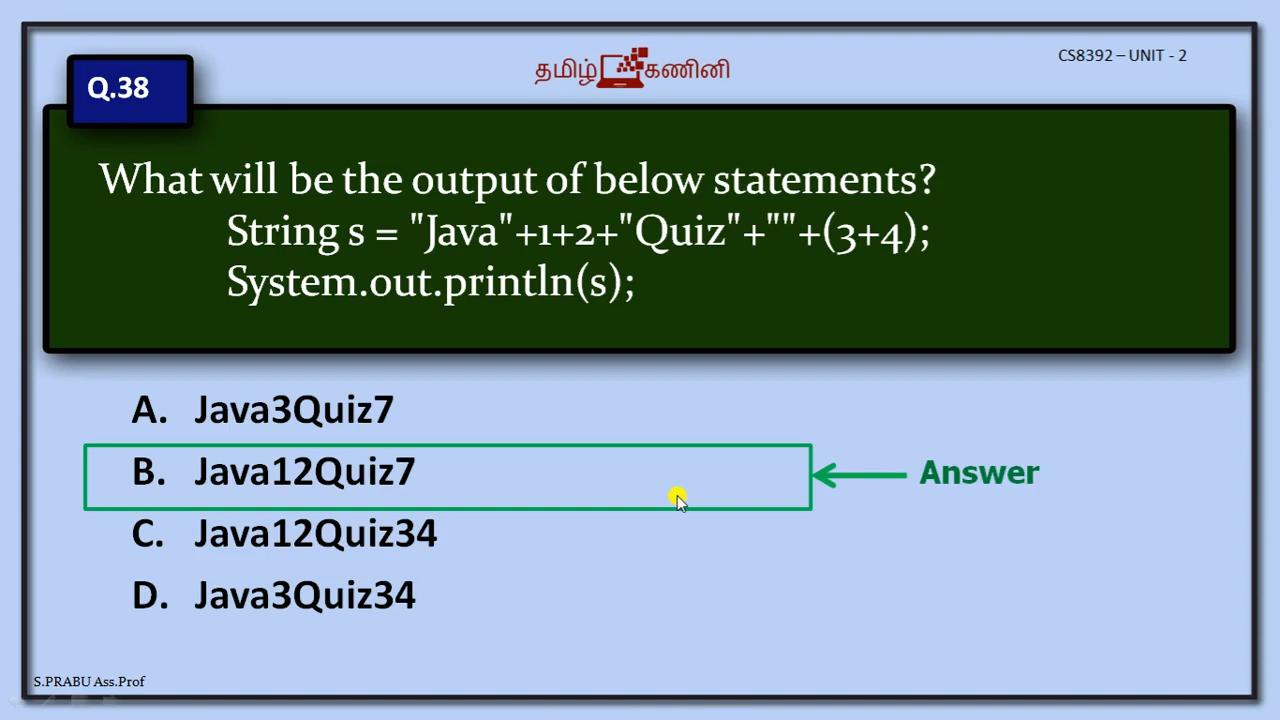 CS8392 – UNIT - 2
தமிழ் கணினி
Q.38
What will be the output of below statements?
String s = "Java"+1+2+"Quiz"+""+(3+4);
System.out.println(s);
A. Java3Quiz7
B. Java12Quiz7
Answer
C. Java12Quiz34
D. Java3Quiz34
S.PRABU Ass.Prof